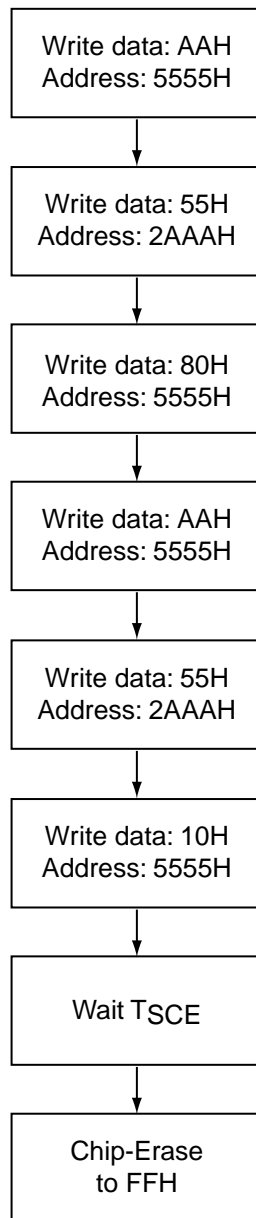 Write data: AAH
Address: 5555H
Write data: 55H
Address: 2AAAH
Write data: 80H
Address: 5555H
Write data: AAH
Address: 5555H
Write data: 55H
Address: 2AAAH
Write data: 10H
Address: 5555H
Wait TSCE
Chip-Erase
to FFH